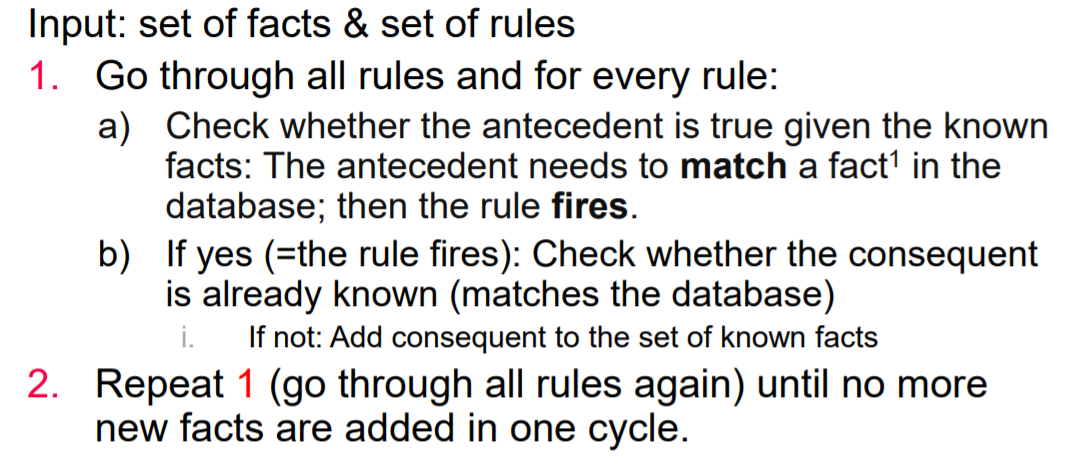 Input: set of facts & set of rules
1. Go through all rules and for every rule:
a) Check whether the antecedent is true given the known
facts: The antecedent needs to match a fact¹ in the
database; then the rule fires.
b) If yes (=the rule fires): Check whether the consequent
is already known (matches the database)
i. If not: Add consequent to the set of known facts
2. Repeat 1 (go through all rules again) until no more
new facts are added in one cycle.